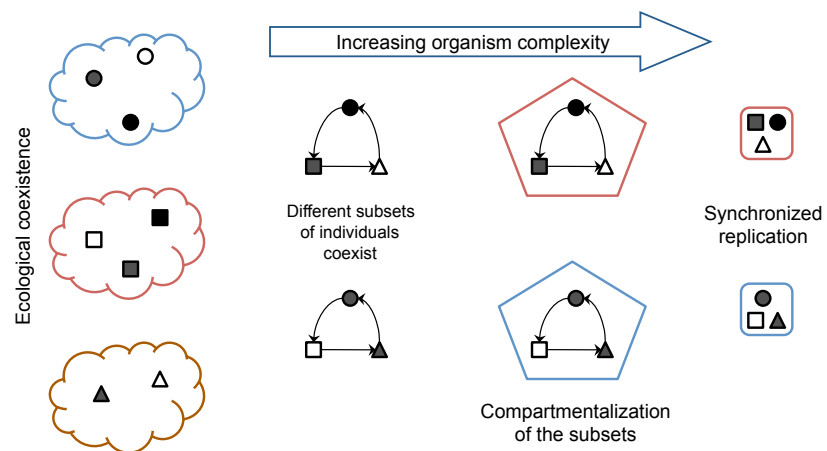 Increasing organism complexity
Ecological coexistence
Different subsets
of individuals
coexist
Synchronized
replication
Compartmentalization
of the subsets